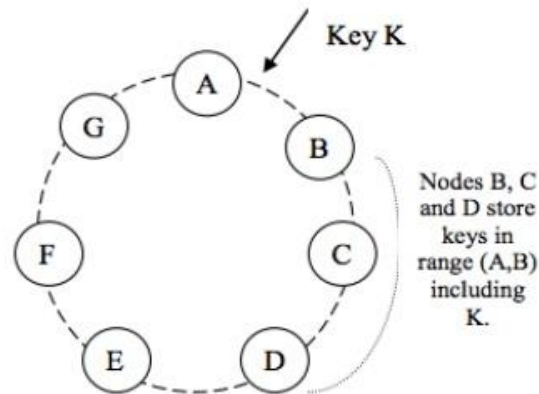 Key K
A
G
B
Nodes B, C
and D store
keys in
range (A,B)
including
K.
F
C
E
D